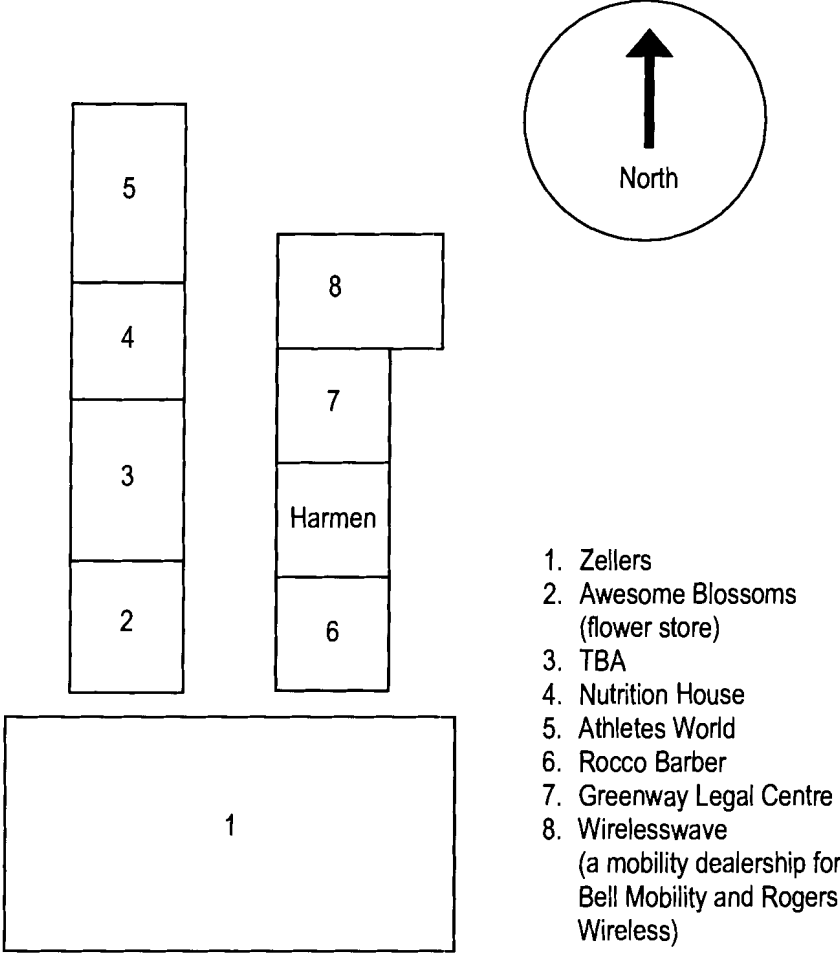 North
5
8
4
7
3
Harmen
2
6
1
1. Zellers
2. Awesome Blossoms
(flower store)
3. TBA
4. Nutrition House
5. Athletes World
6. Rocco Barber
7. Greenway Legal Centre
8. Wirelesswave
(a mobility dealership for
Bell Mobility and Rogers
Wireless)